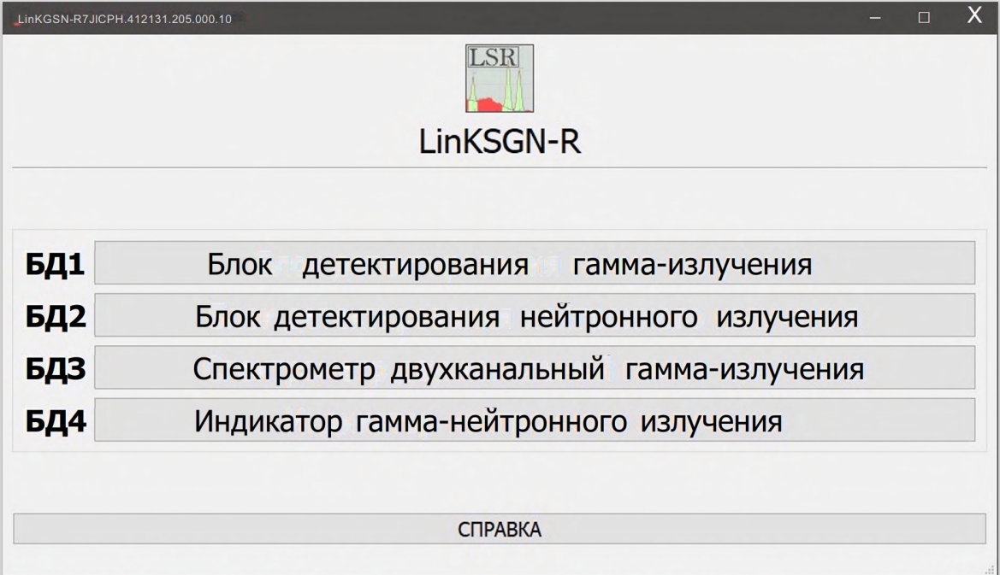 LinKGSN-R7JICPH.412131.205.000.10
LSR
LinKSGN-R
БД1 Блок детектирования гамма-излучения
БД2 Блок детектирования нейтронного излучения
БД3 Спектрометр двухканальный гамма-излучения
БД4 Индикатор гамма-нейтронного излучения
СПРАВКА